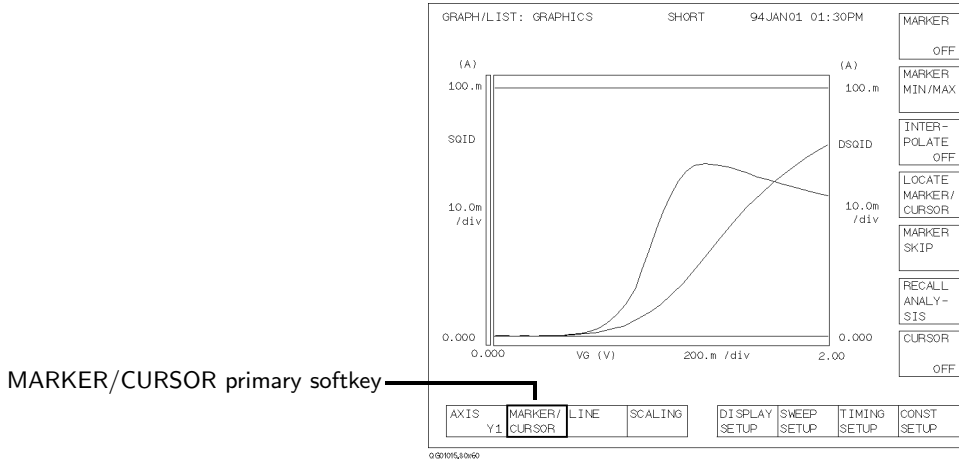 GRAPH/LIST: GRAPHICS SHORT 94JAN01 01:30PM
MARKER
OFF
MARKER
MIN/MAX
INTER-
POLATE
OFF
LOCATE
MARKER/
CURSOR
MARKER
SKIP
RECALL
ANALY-
SIS
CURSOR
OFF
(A)
100.m
SQID
10.0m
/div
0.000
(A)
100.m
DSQID
10.0m
/div
0.000
0.000 VG (V) 200.m /div 2.00
MARKER/CURSOR primary softkey
AXIS
Y1
MARKER/
CURSOR
LINE
SCALING
DISPLAY
SETUP
SWEEP
SETUP
TIMING
SETUP
CONST
SETUP
QG01015,80x60